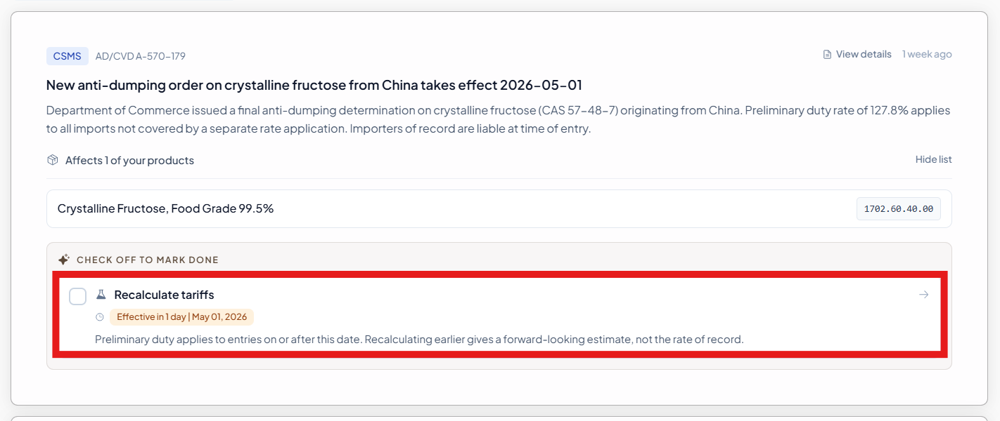 CSMS AD/CVD A-570-179 View details 1 week ago
New anti-dumping order on crystalline fructose from China takes effect 2026-05-01
Department of Commerce issued a final anti-dumping determination on crystalline fructose (CAS 57-48-7) originating from China. Preliminary duty rate of 127.8% applies
to all imports not covered by a separate rate application. Importers of record are liable at time of entry.
Affects 1 of your products Hide list
Crystalline Fructose, Food Grade 99.5% 1702.60.40.00
CHECK OFF TO MARK DONE
Recalculate tariffs
Effective in 1 day | May 01, 2026
Preliminary duty applies to entries on or after this date. Recalculating earlier gives a forward-looking estimate, not the rate of record.